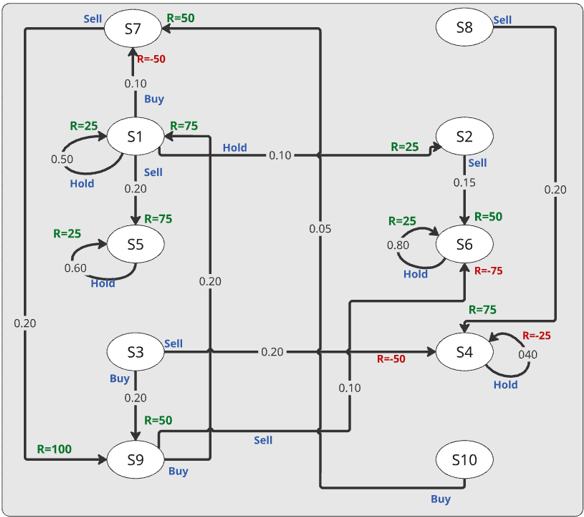 Sell S7 R=50 S8 Sell
R=-50
0.10
Buy
R=25 S1 R=75 S2
Hold 0.10 R=25
0.50 Sell Sell
Hold 0.20 0.15 0.20
R=75 R=50
R=25 S5 R=25 S6
0.05
0.60 0.80
Hold Hold R=-75
0.20
R=75
0.20 R=-25
S3 Sell 0.20 S4 040
R=-50
Buy Hold
0.20 0.10
R=50
Sell
R=100 S9 S10
Buy
Buy